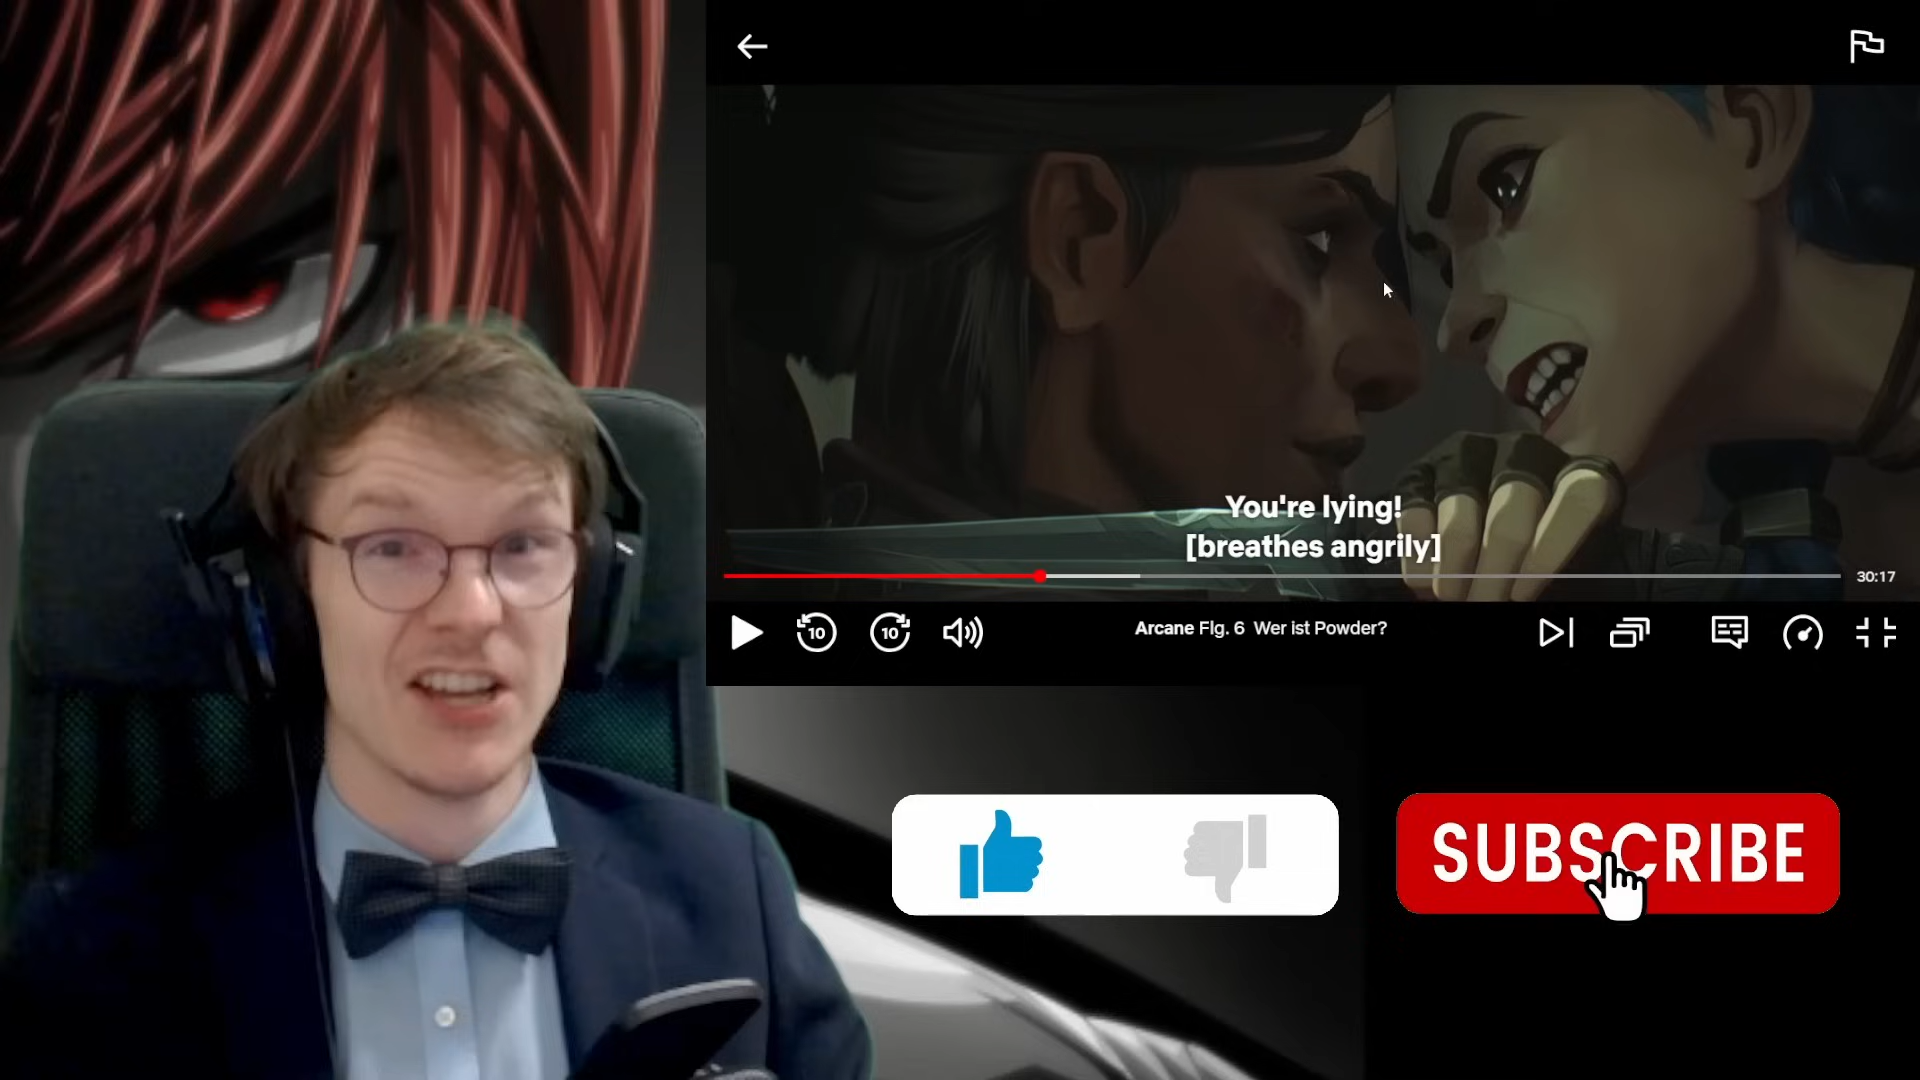 You're lying!
[breathes angrily]
30:17
10
10
Arcane Flg. 6 Wer ist Powder?
SUBSCRIBE